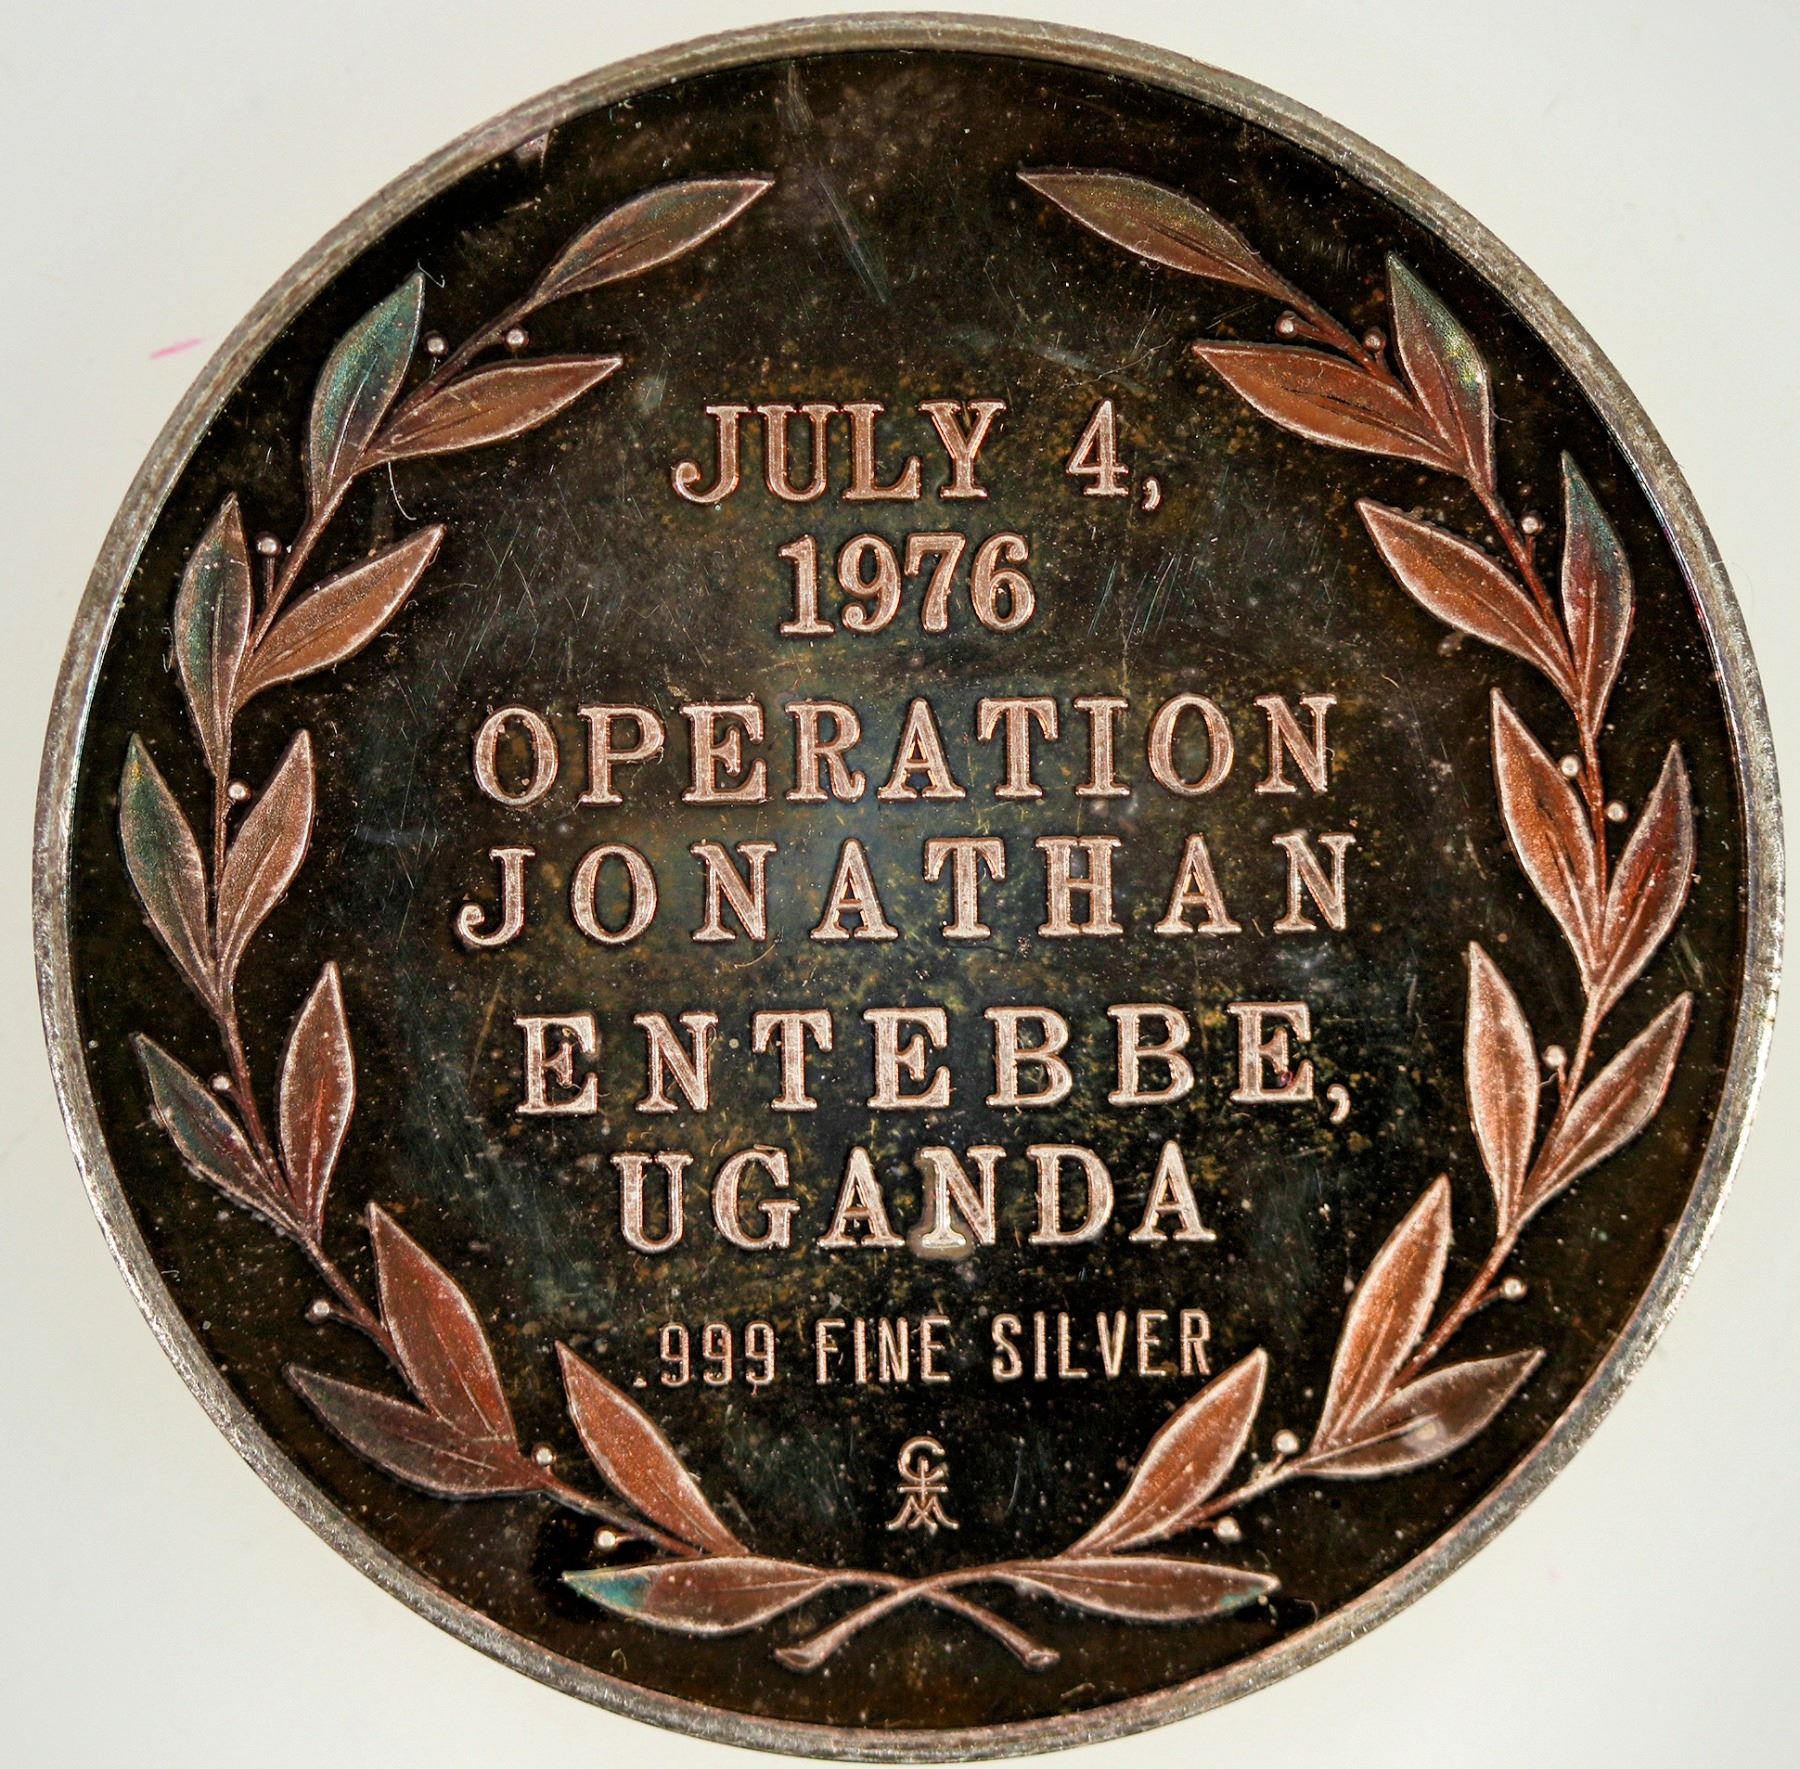 JULY 4,
1976
OPERATION
JONATHAN
ENTEBBE,
UGANDA
.999 FINE SILVER